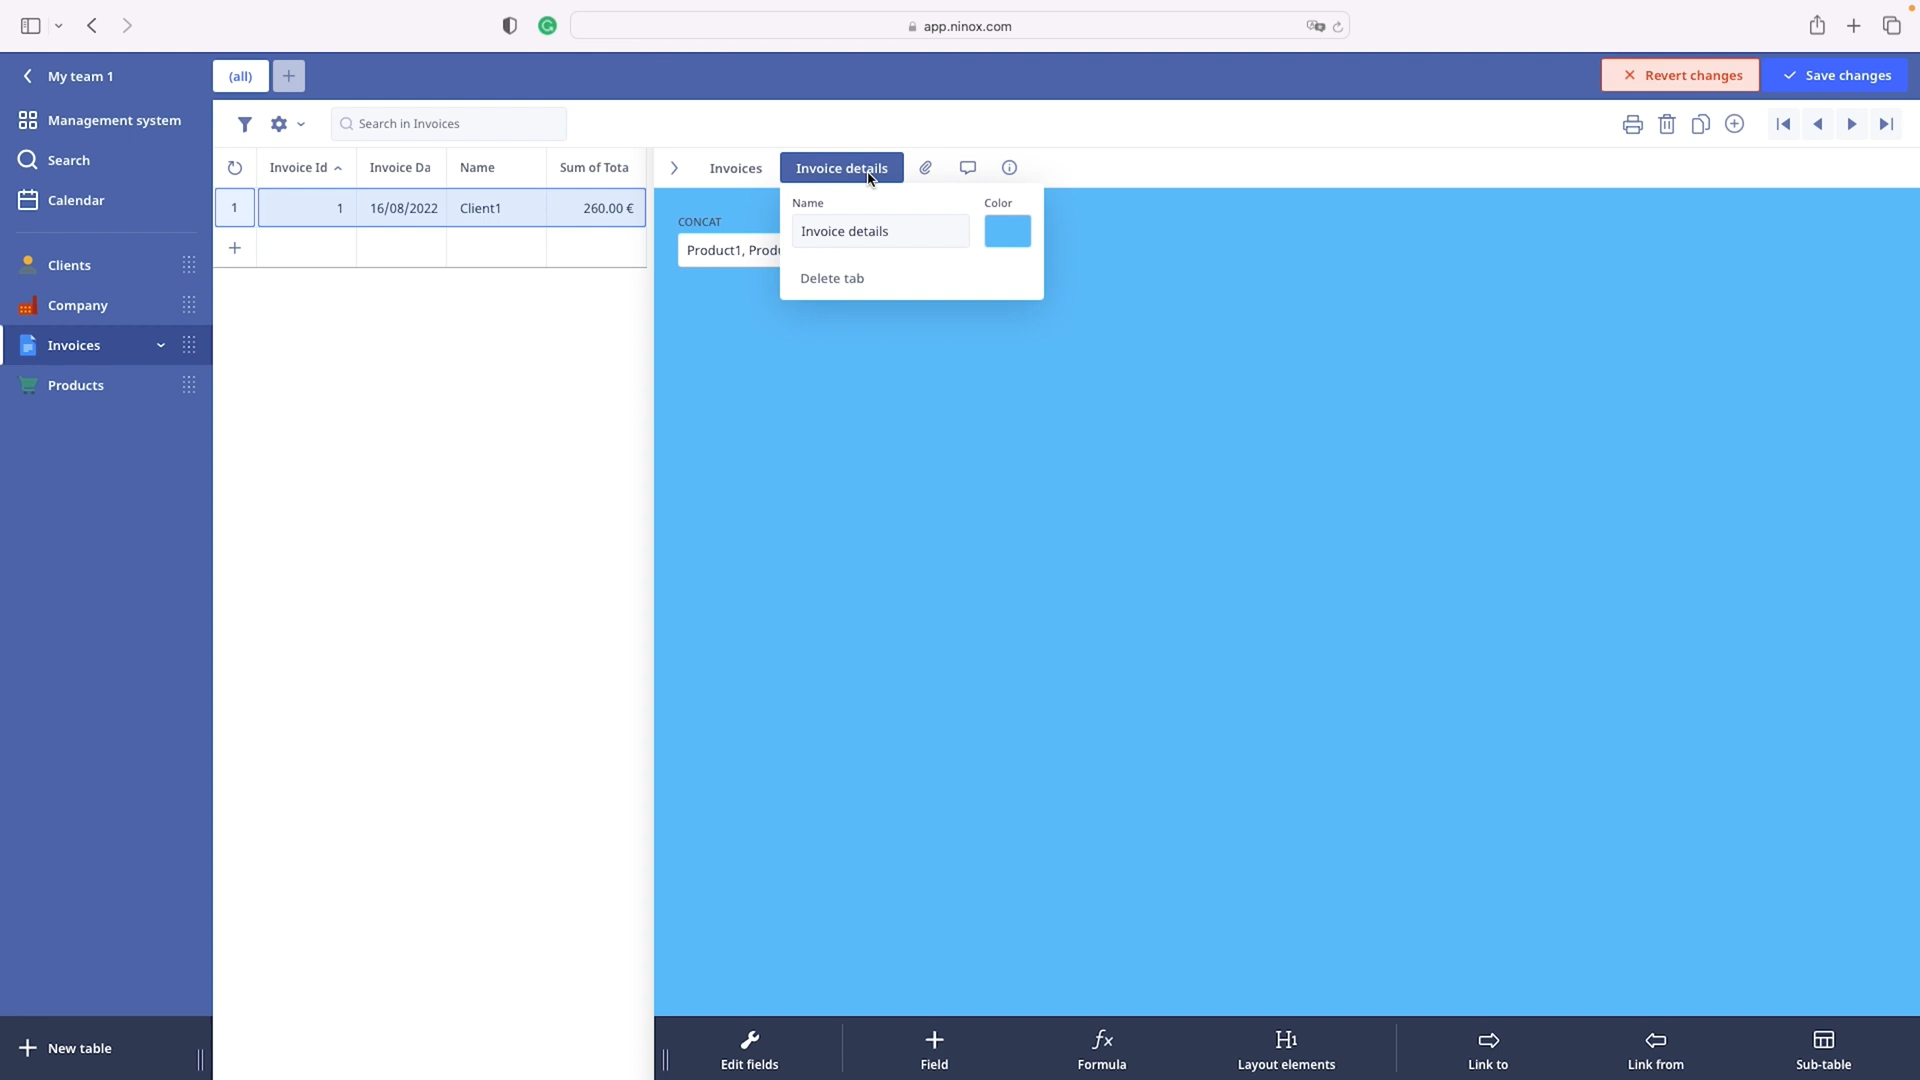 app.ninox.com
My team 1
(all)
Revert changes
Save changes
Management system
Search in Invoices
Search
Invoice Id
Invoice Da
Name
Sum of Tota
Invoices
Invoice details
Calendar
1
1
16/08/2022
Client1
260.00 €
Name
Color
CONCAT
Invoice details
Product1, Produ
Clients
Delete tab
Company
Invoices
Products
New table
Edit fields
Field
fx
Formula
H1
Layout elements
Link to
Link from
Sub-table